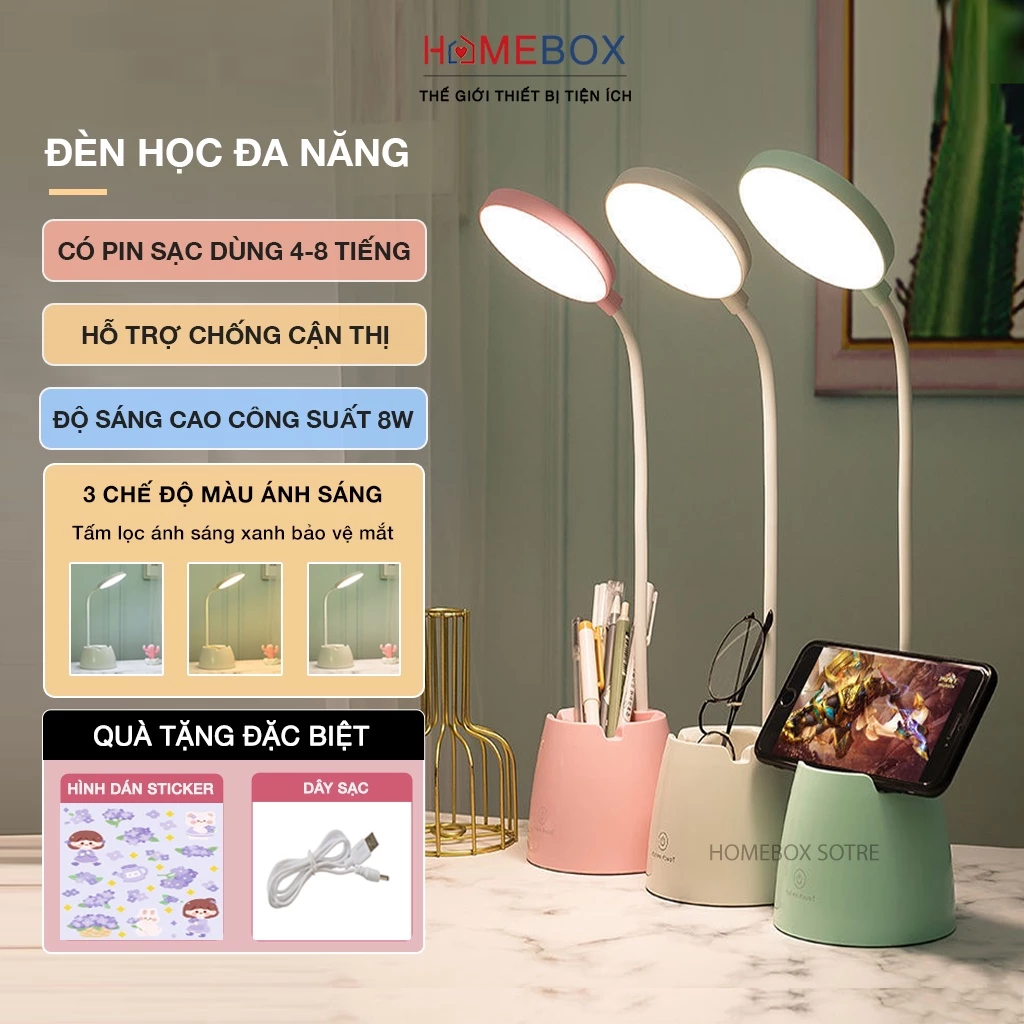 HOMEBOX
THẾ GIỚI THIẾT BỊ TIỆN ÍCH
ĐÈN HỌC ĐA NĂNG
CÓ PIN SẠC DÙNG 4-8 TIẾNG
HỖ TRỢ CHỐNG CẬN THỊ
ĐỘ SÁNG CAO CÔNG SUẤT 8W
3 CHẾ ĐỘ MÀU ÁNH SÁNG
Tấm lọc ánh sáng xanh bảo vệ mắt
QUÀ TẶNG ĐẶC BIỆT
HÌNH DÁN STICKER
DÂY SẠC
HOMEBOX SOTRE